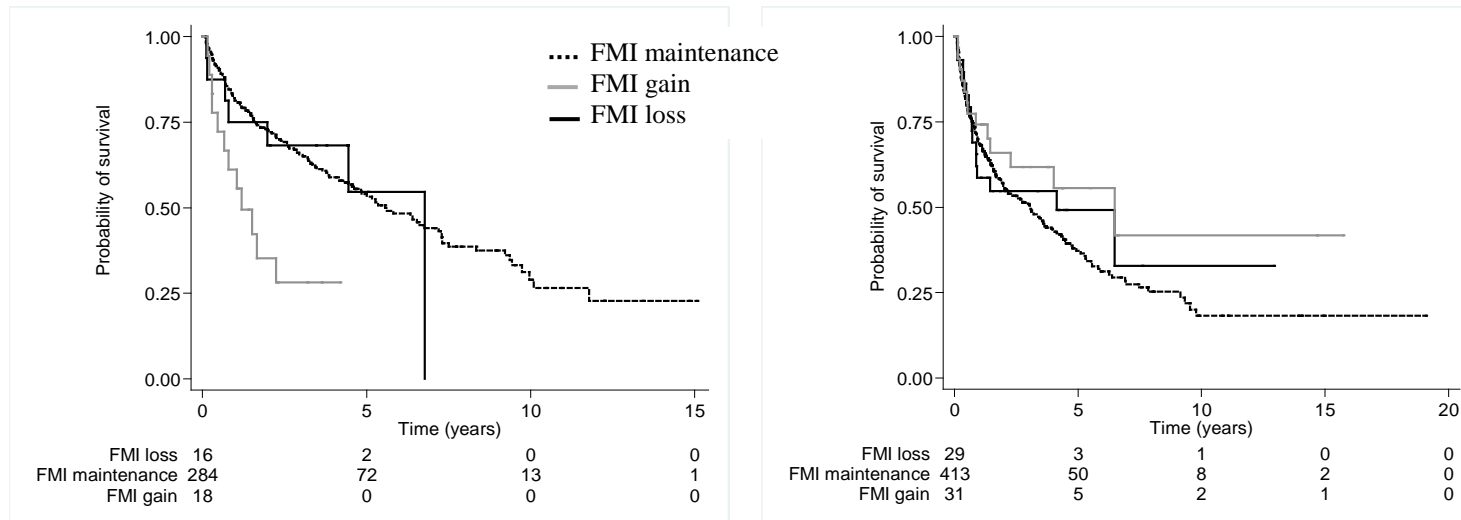 1.00
0.75
0.50
0.25
0.00
Probability of survival
0 5 10 15
Time (years)
FMI maintenance
FMI gain
FMI loss
FMI loss 16 2 0 0
FMI maintenance 284 72 13 1
FMI gain 18 0 0 0
1.00
0.75
0.50
0.25
0.00
Probability of survival
0 5 10 15 20
Time (years)
FMI loss 29 3 1 0 0
FMI maintenance 413 50 8 2 0
FMI gain 31 5 2 1 0